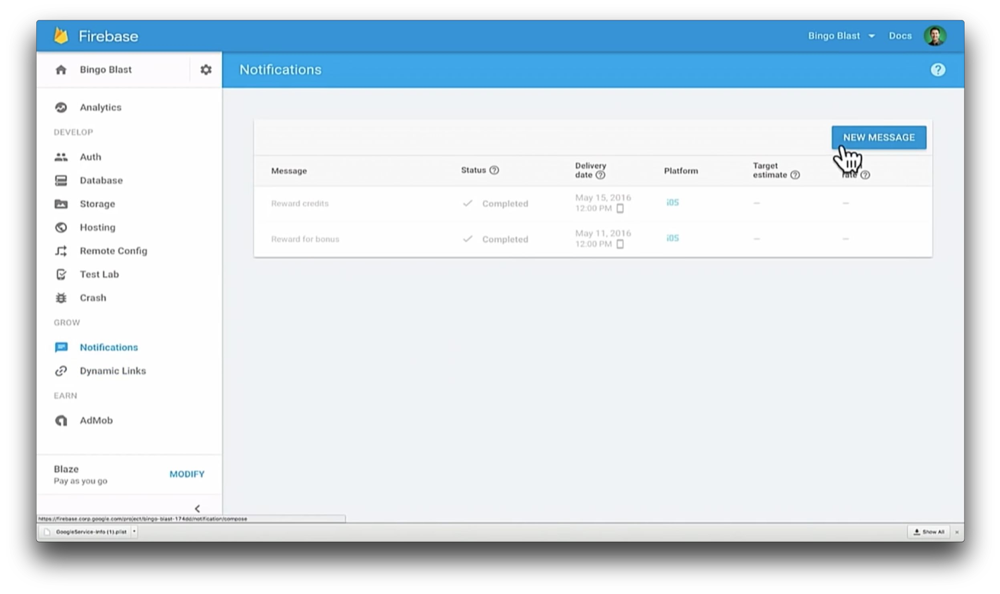 Firebase
Bingo Blast
Docs
Bingo Blast
Notifications
Analytics
DEVELOP
Auth
Database
Storage
Hosting
Remote Config
Test Lab
Crash
GROW
Notifications
Dynamic Links
EARN
AdMob
Blaze
Pay as you go
MODIFY
NEW MESSAGE
Message
Status
Delivery
date
Platform
Target
estimate
rate
Reward credits
Completed
May 15, 2016
12:00 PM
iOS
–
–
Reward for bonus
Completed
May 11, 2016
12:00 PM
iOS
–
–
https://firebase.corp.google.com/project/bingo-blast-174dd/notification/compose
GoogleService-Info (1).plist
Show All